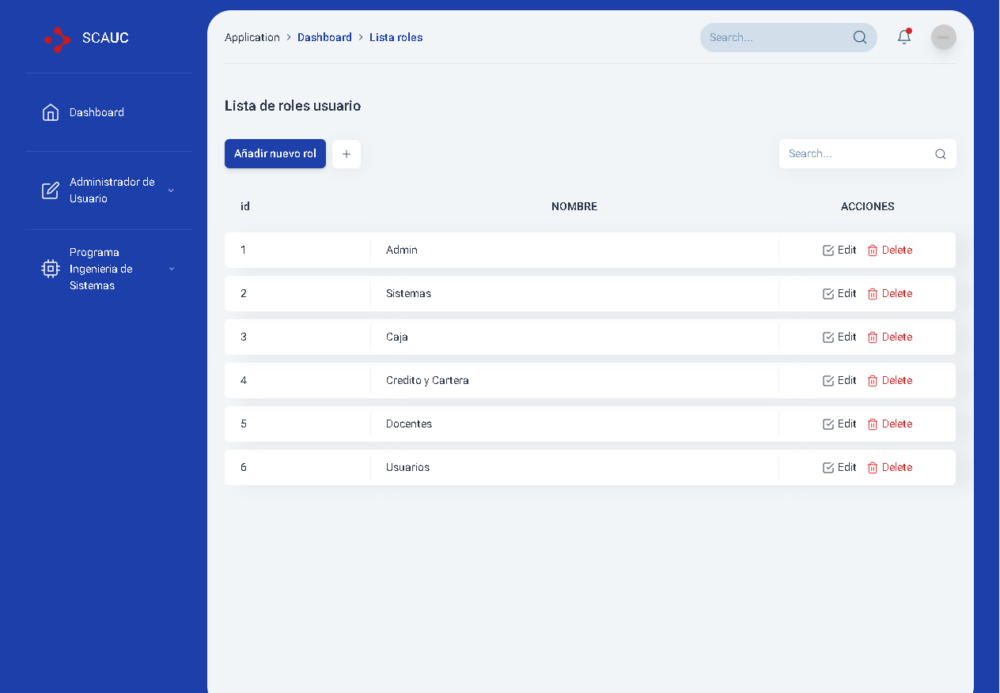 SCAUC
Dashboard
Administrador de
Usuario
Programa
Ingenieria de
Sistemas
Application > Dashboard > Lista roles
Search...
Lista de roles usuario
Añadir nuevo rol
+
Search...
id NOMBRE ACCIONES
1 Admin Edit Delete
2 Sistemas Edit Delete
3 Caja Edit Delete
4 Credito y Cartera Edit Delete
5 Docentes Edit Delete
6 Usuarios Edit Delete